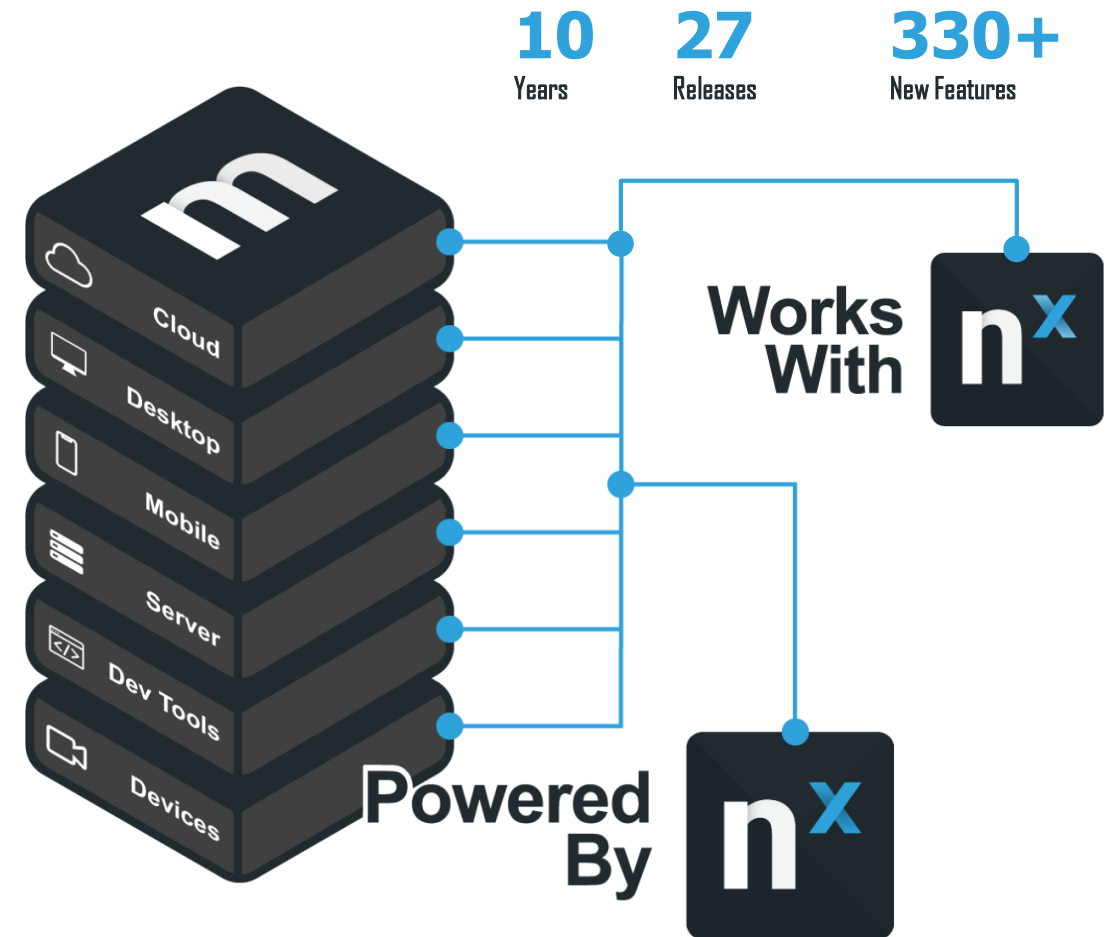 10 27 330+
Years Releases New Features
m
Cloud
Desktop
Mobile
Server
</> Dev Tools
Devices
Works
With
nx
Powered
By
nx